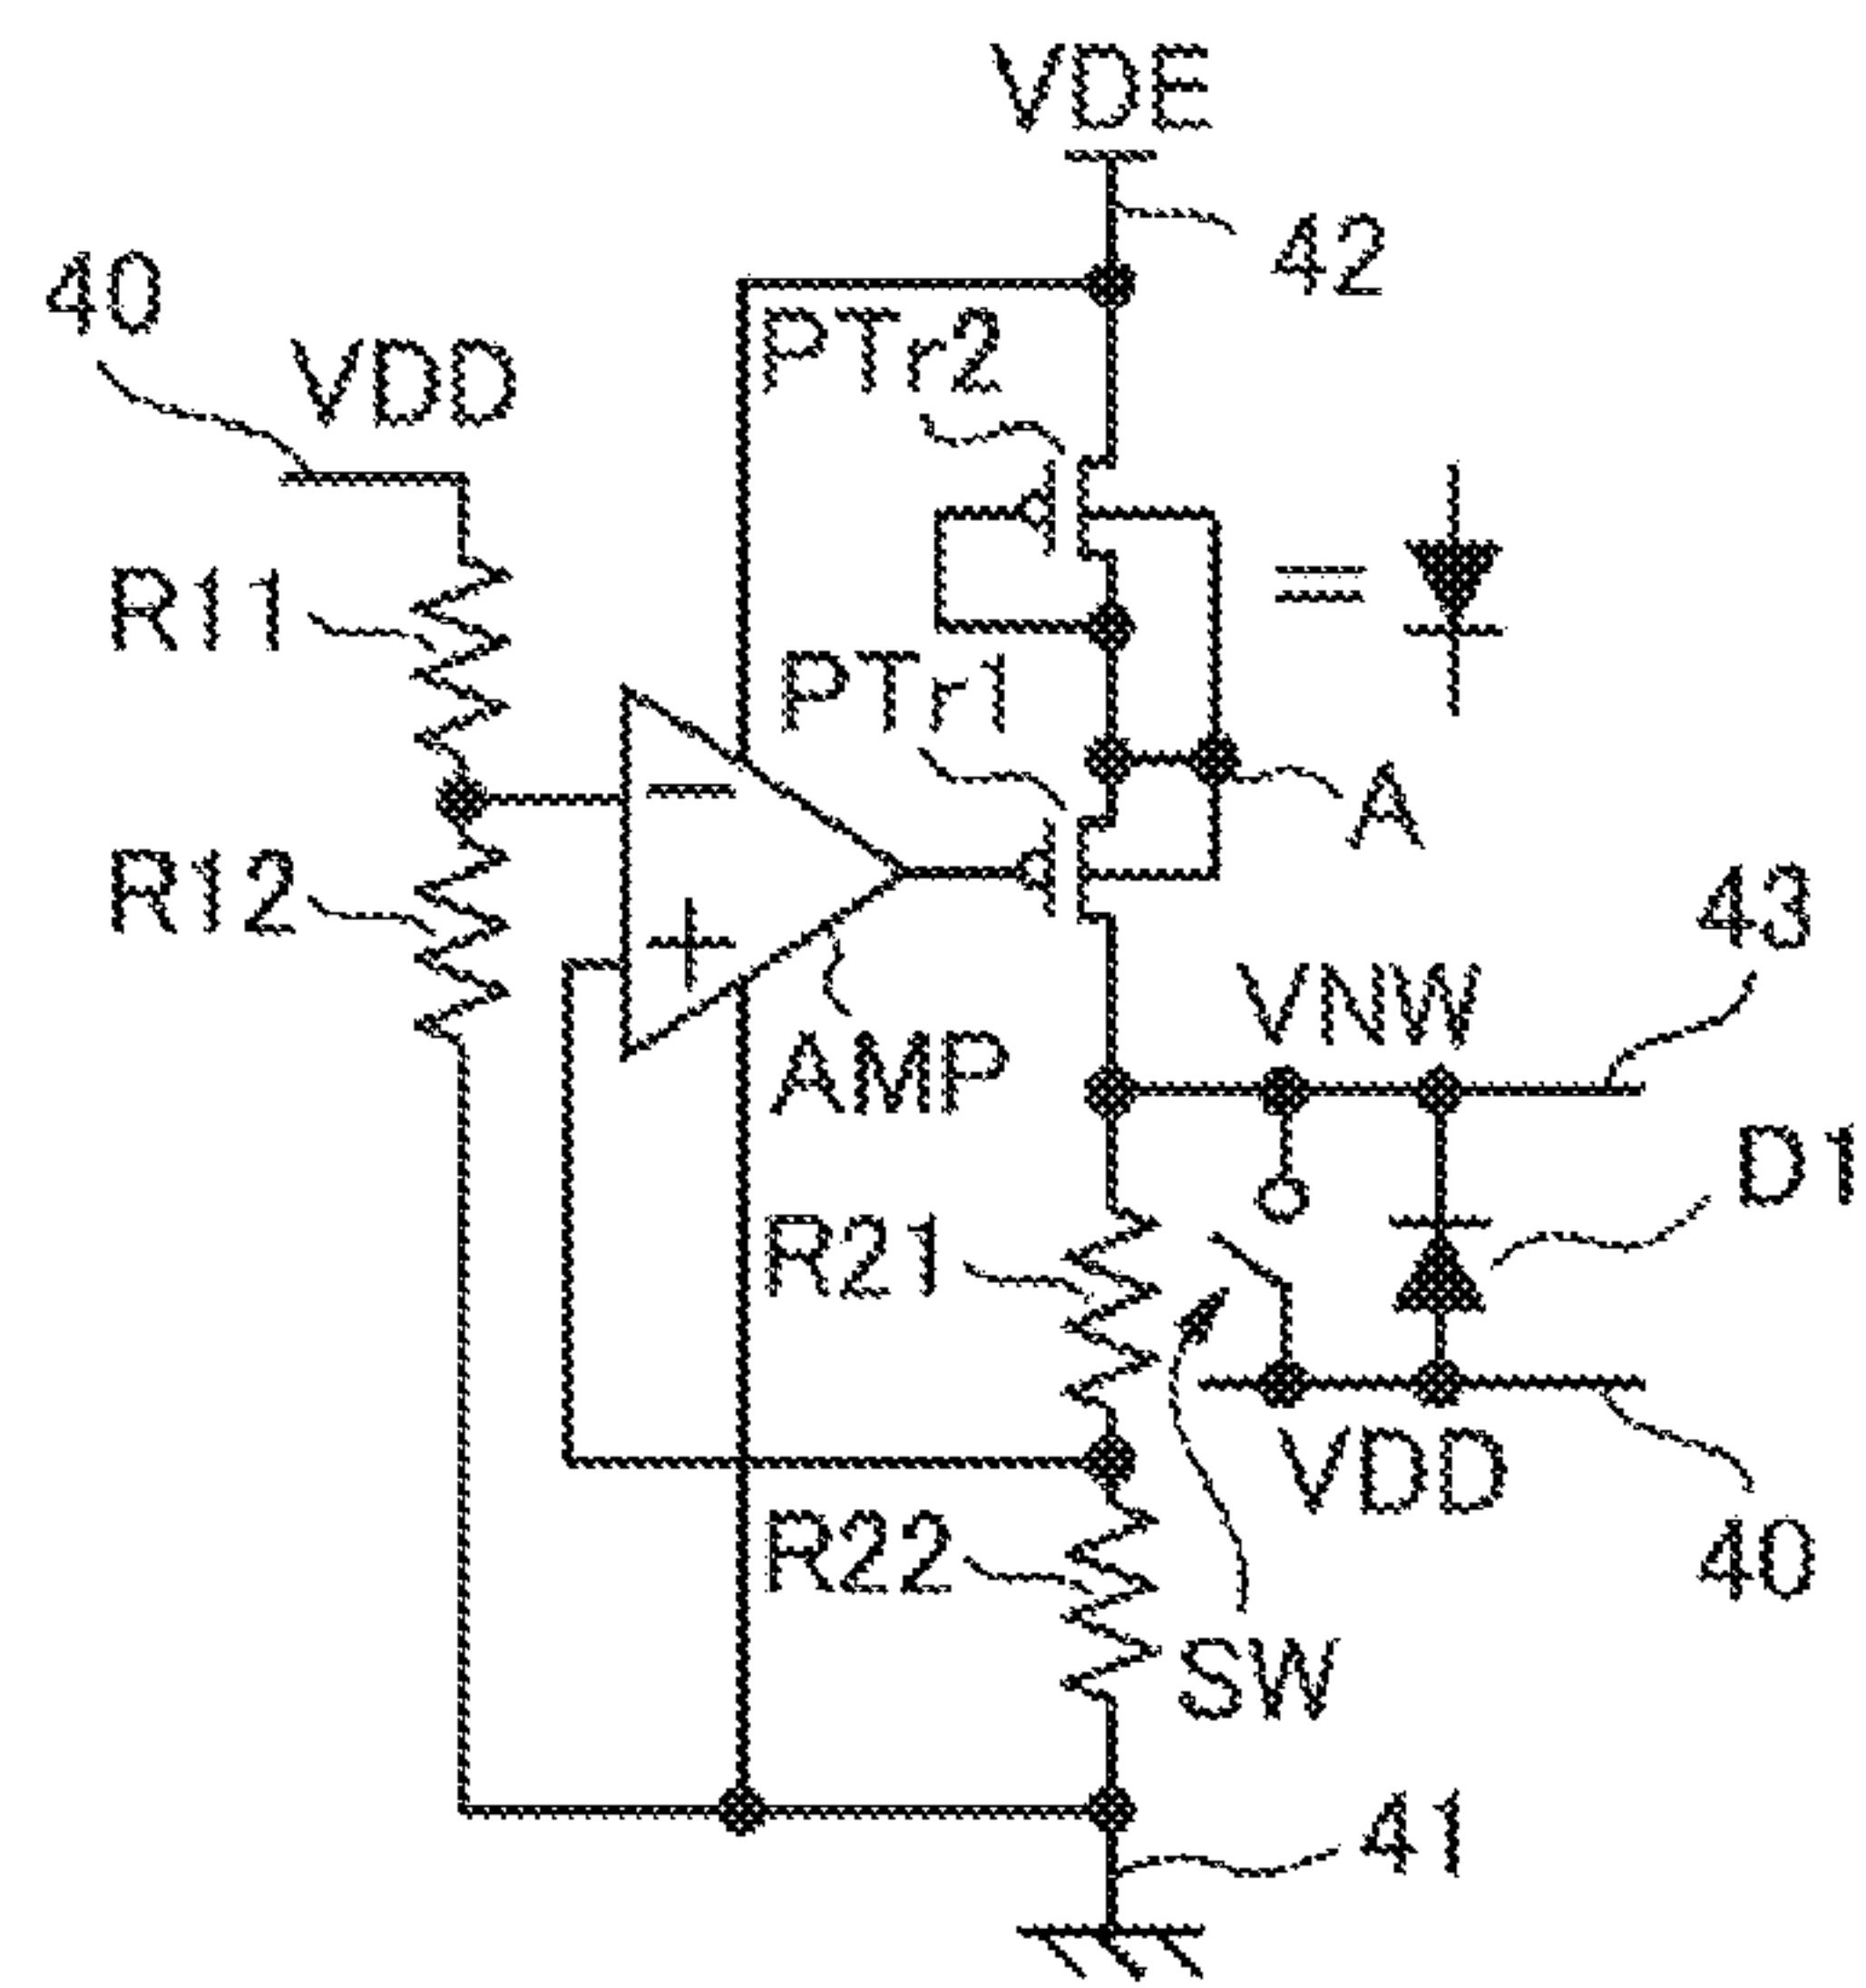 VDE
42
40
VDD
PTr2
R11
=
PTr1
−
A
R12
+
43
VNW
AMP
D1
R21
VDD
R22
40
SW
41